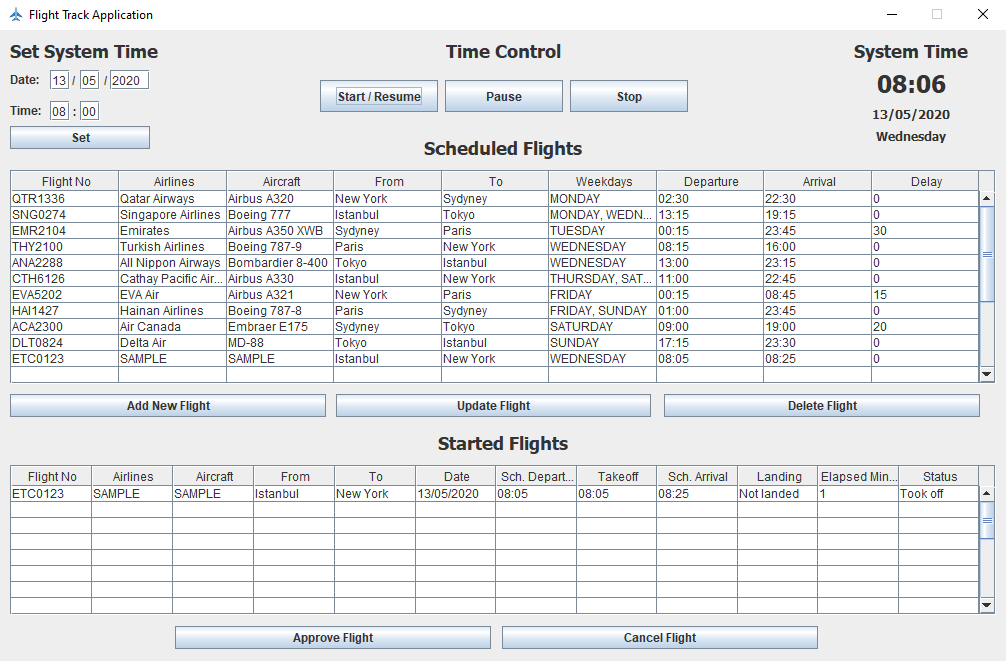 Flight Track Application
Set System Time
Time Control
System Time
Date: 13 / 05 / 2020
Start / Resume Pause Stop
08:06
Time: 08 : 00
13/05/2020
Set
Wednesday
Scheduled Flights
Flight No Airlines Aircraft From To Weekdays Departure Arrival Delay
QTR1336 Qatar Airways Airbus A320 New York Sydyney MONDAY 02:30 22:30 0
SNG0274 Singapore Airlines Boeing 777 Istanbul Tokyo MONDAY, WEDN... 13:15 19:15 0
EMR2104 Emirates Airbus A350 XWB Sydyney Paris TUESDAY 00:15 23:45 30
THY2100 Turkish Airlines Boeing 787-9 Paris New York WEDNESDAY 08:15 16:00 0
ANA2288 All Nippon Airways Bombardier 8-400 Tokyo Istanbul WEDNESDAY 13:00 23:15 0
CTH6126 Cathay Pacific Air... Airbus A330 Istanbul New York THURSDAY, SAT... 11:00 22:45 0
EVA5202 EVA Air Airbus A321 New York Paris FRIDAY 00:15 08:45 15
HAI1427 Hainan Airlines Boeing 787-8 Paris Sydyney FRIDAY, SUNDAY 01:00 23:45 0
ACA2300 Air Canada Embraer E175 Sydyney Tokyo SATURDAY 09:00 19:00 20
DLT0824 Delta Air MD-88 Tokyo Istanbul SUNDAY 17:15 23:30 0
ETC0123 SAMPLE SAMPLE Istanbul New York WEDNESDAY 08:05 08:25 0
Add New Flight Update Flight Delete Flight
Started Flights
Flight No Airlines Aircraft From To Date Sch. Depart... Takeoff Sch. Arrival Landing Elapsed Min... Status
ETC0123 SAMPLE SAMPLE Istanbul New York 13/05/2020 08:05 08:05 08:25 Not landed 1 Took off
Approve Flight Cancel Flight